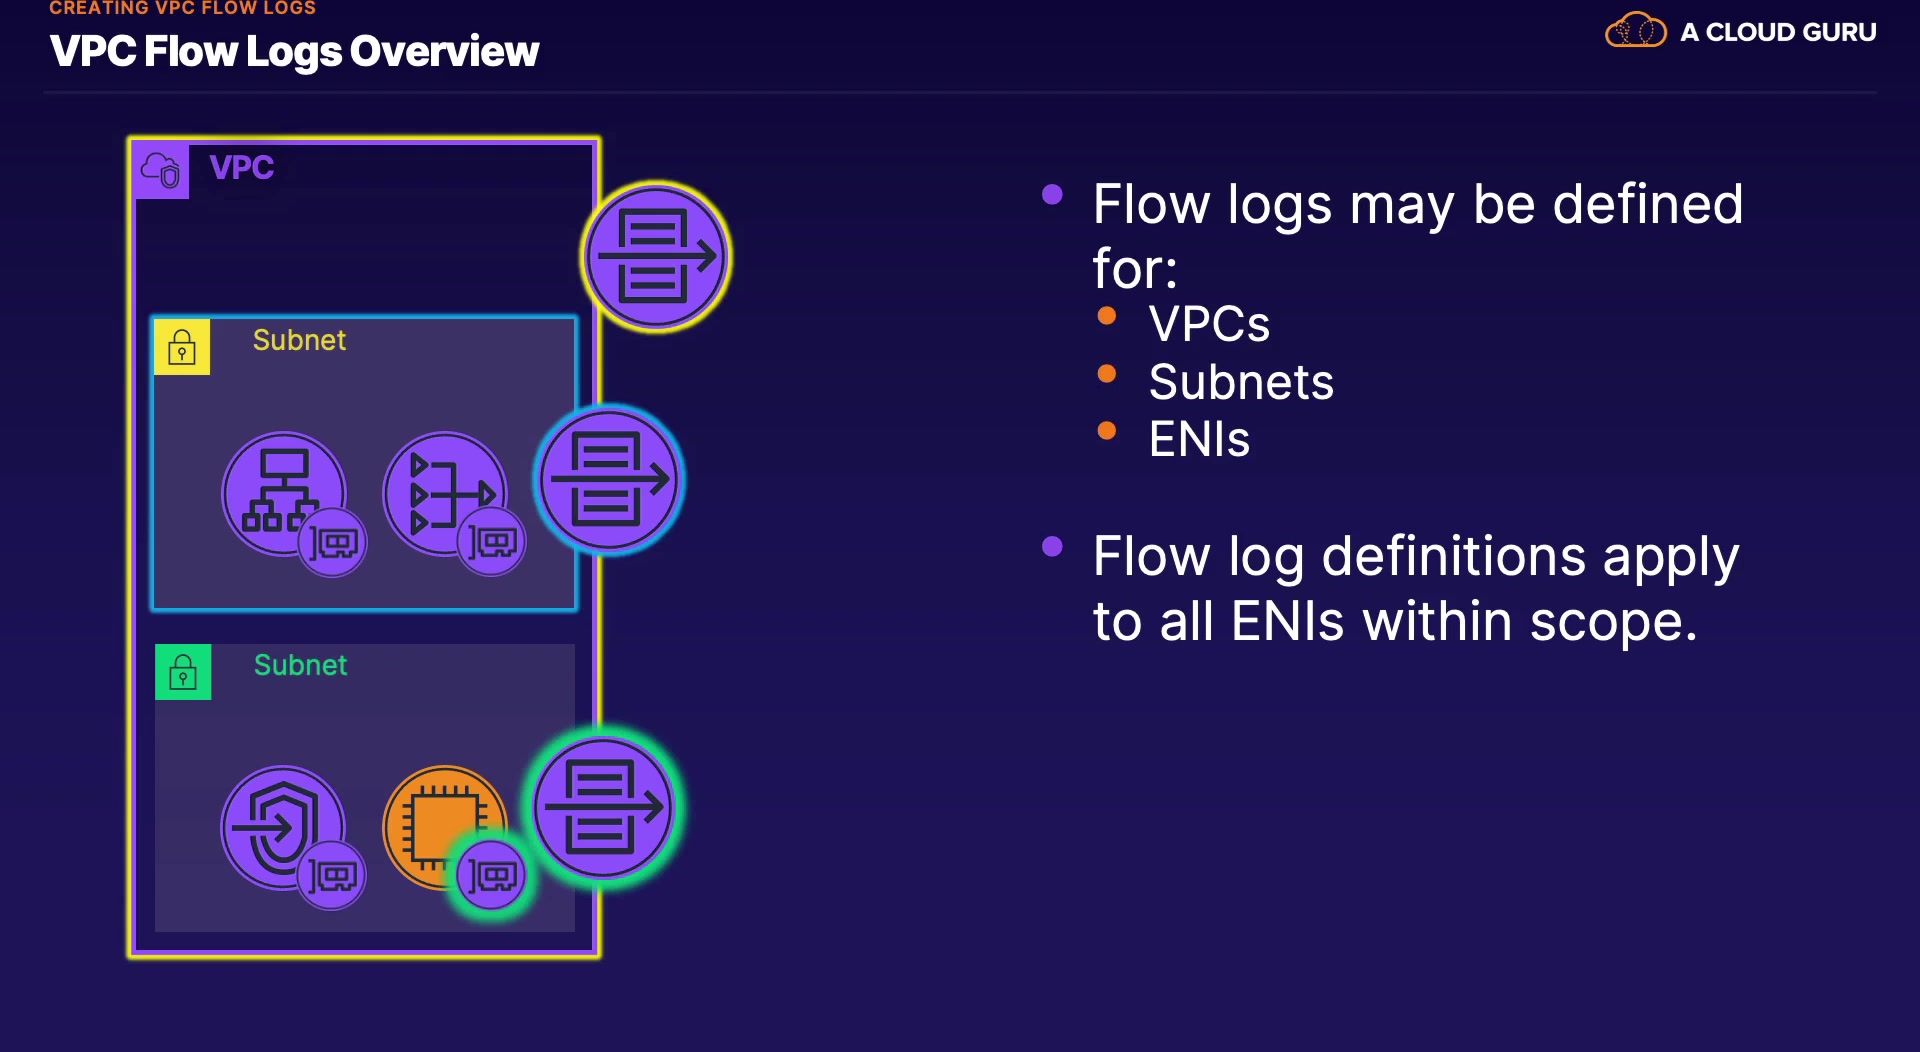 CREATING VPC FLOW LOGS
VPC Flow Logs Overview
A CLOUD GURU
VPC
Subnet
Subnet
Flow logs may be defined
for:
VPCs
Subnets
ENIs
Flow log definitions apply
to all ENIs within scope.